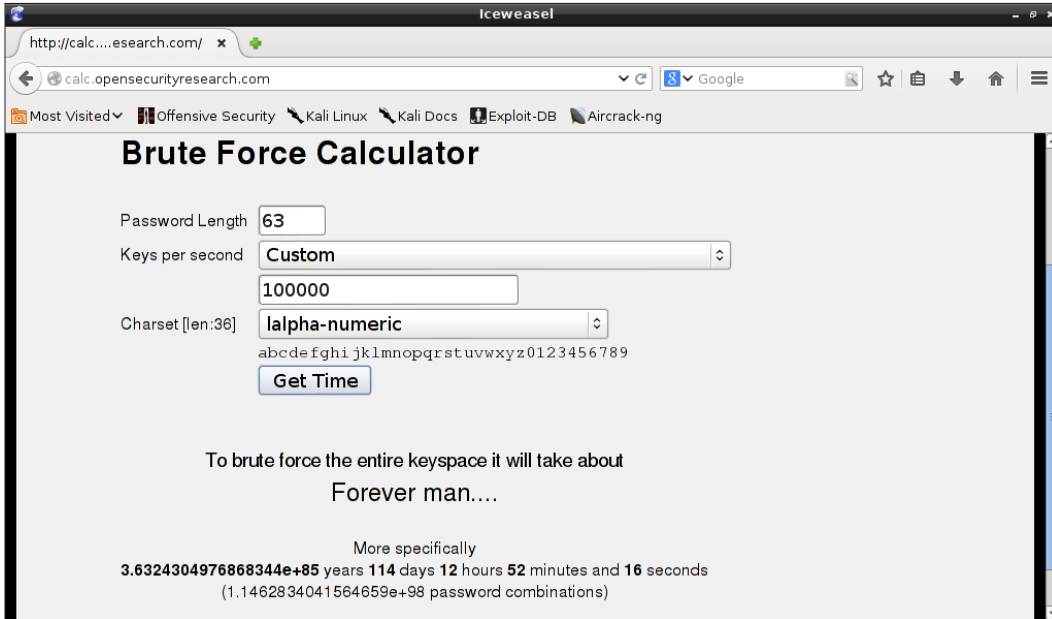 Iceweasel
http://calc....esearch.com/
calc.opensecurityresearch.com
Google
Most Visited Offensive Security Kali Linux Kali Docs Exploit-DB Aircrack-ng
Brute Force Calculator
Password Length 63
Keys per second Custom
100000
Charset [len:36] lalpha-numeric
abcdefghijklmnopqrstuvwxyz0123456789
Get Time
To brute force the entire keyspace it will take about
Forever man....
More specifically
3.6324304976868344e+85 years 114 days 12 hours 52 minutes and 16 seconds
(1.1462834041564659e+98 password combinations)